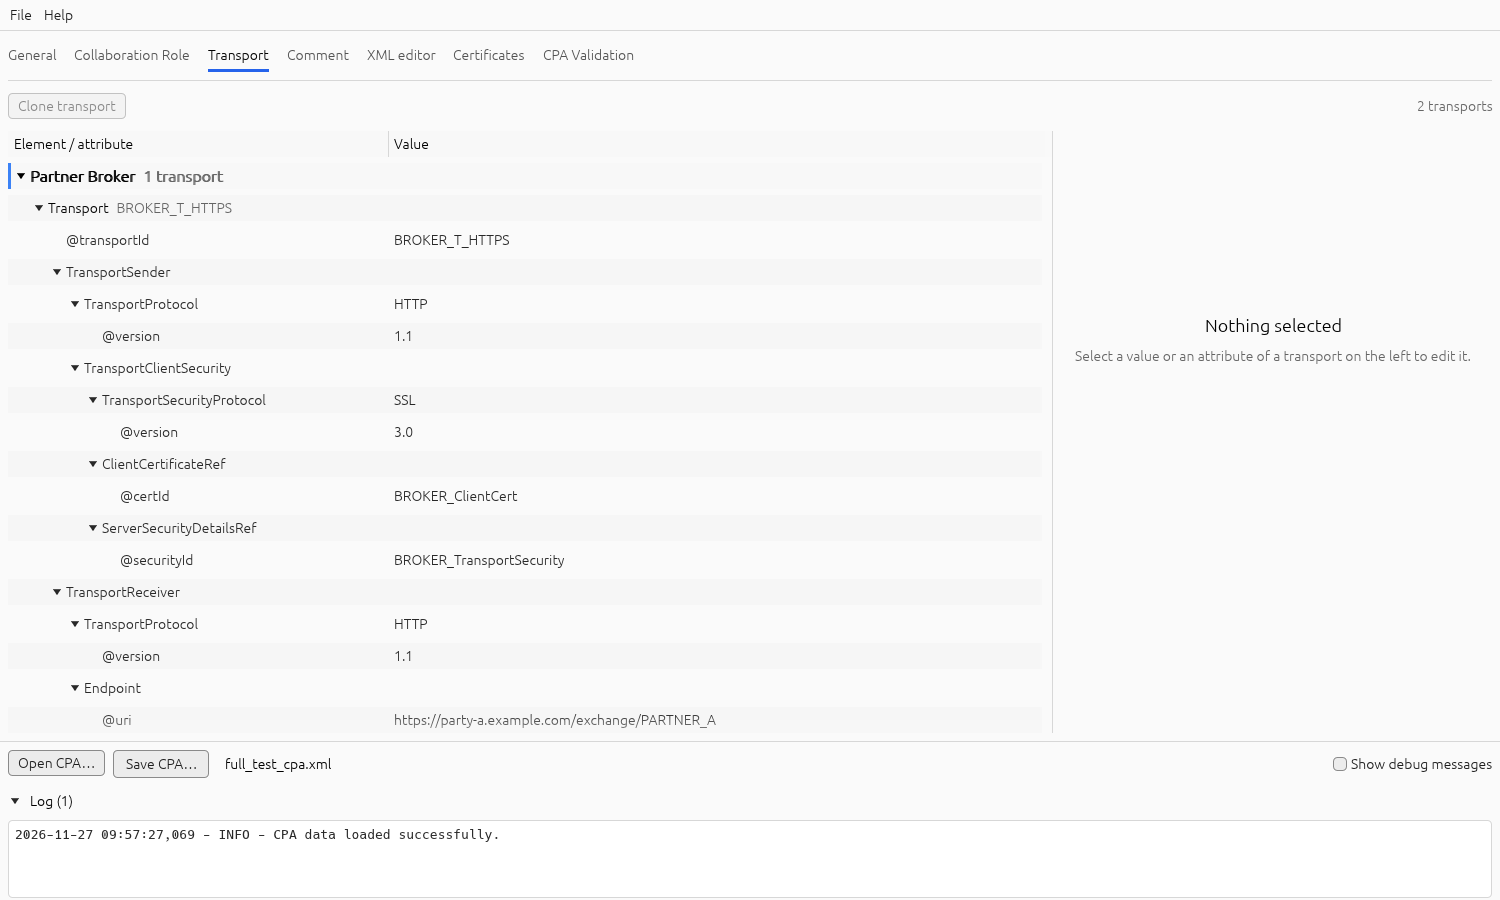 File Help
General Collaboration Role Transport Comment XML editor Certificates CPA Validation
Clone transport 2 transports
Element / attribute Value
Partner Broker 1 transport
Transport BROKER_T_HTTPS
@transportId BROKER_T_HTTPS
TransportSender
TransportProtocol HTTP
@version 1.1
TransportClientSecurity
TransportSecurityProtocol SSL
@version 3.0
ClientCertificateRef
@certId BROKER_ClientCert
ServerSecurityDetailsRef
@securityId BROKER_TransportSecurity
TransportReceiver
TransportProtocol HTTP
@version 1.1
Endpoint
@uri https://party-a.example.com/exchange/PARTNER_A
Nothing selected
Select a value or an attribute of a transport on the left to edit it.
Open CPA... Save CPA... full_test_cpa.xml Show debug messages
Log (1)
2026-11-27 09:57:27,069 - INFO - CPA data loaded successfully.